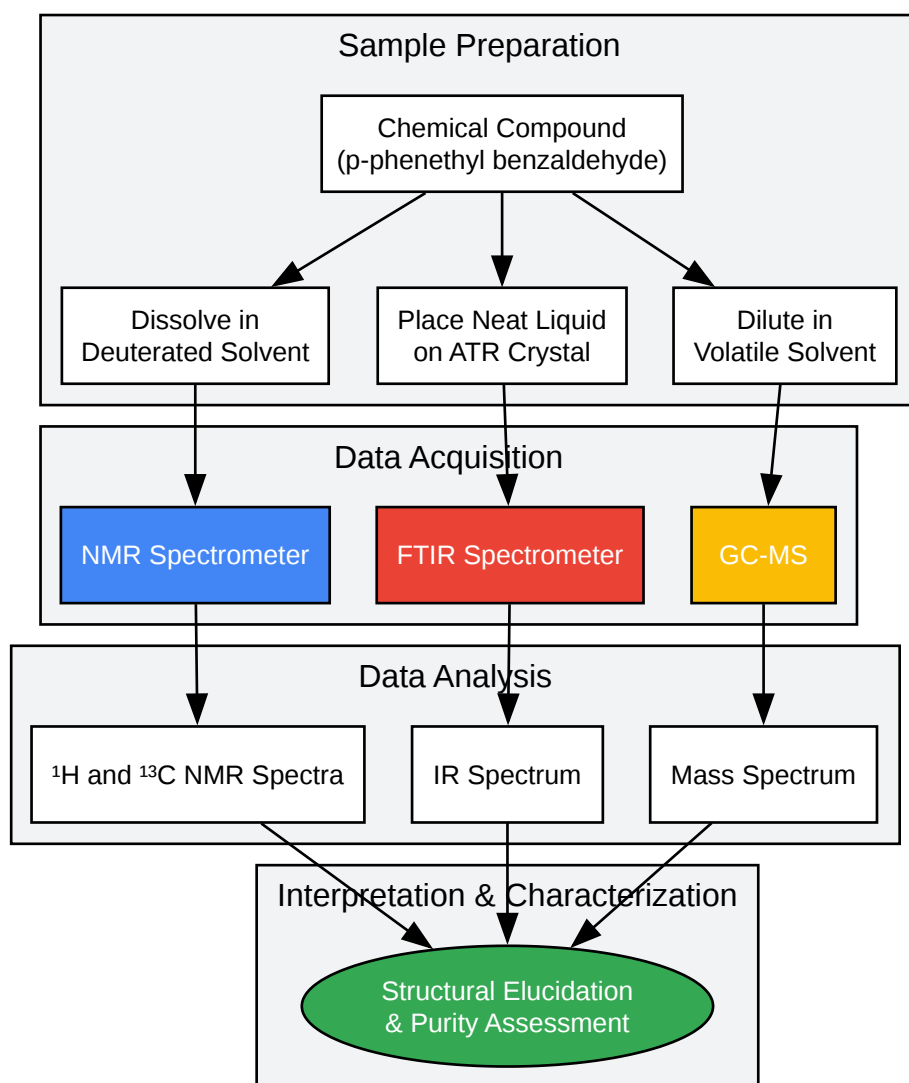 Sample Preparation
Chemical Compound
(p-phenethyl benzaldehyde)
Dissolve in
Deuterated Solvent
Place Neat Liquid
on ATR Crystal
Dilute in
Volatile Solvent
Data Acquisition
NMR Spectrometer
FTIR Spectrometer
GC-MS
Data Analysis
¹H and ¹³C NMR Spectra
IR Spectrum
Mass Spectrum
Interpretation & Characterization
Structural Elucidation
& Purity Assessment